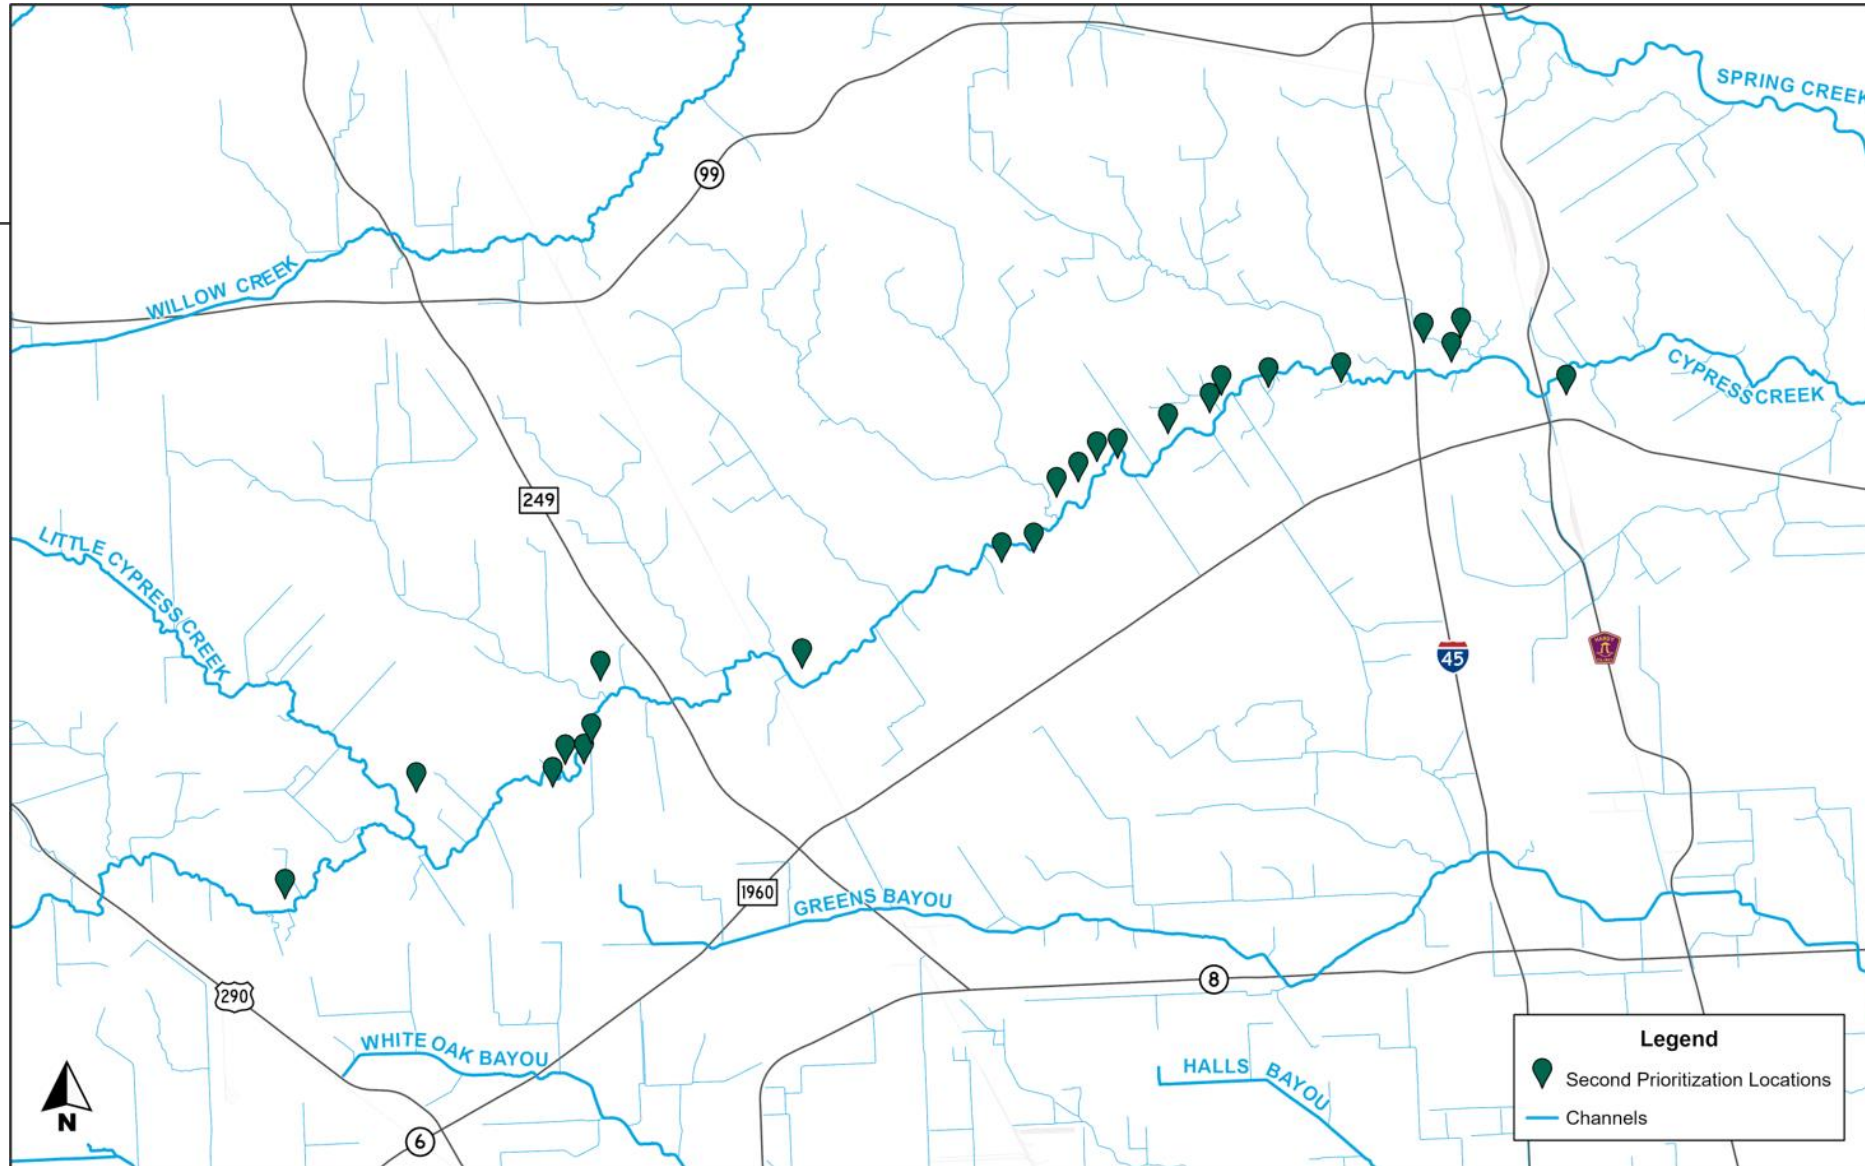 SPRING CREEK
99
WILLOW CREEK
CYPRESS CREEK
249
LITTLE CYPRESS CREEK
45
HARDY
1960
GREENS BAYOU
8
290
WHITE OAK BAYOU
HALLS BAYOU
6
N
Legend
Second Prioritization Locations
Channels